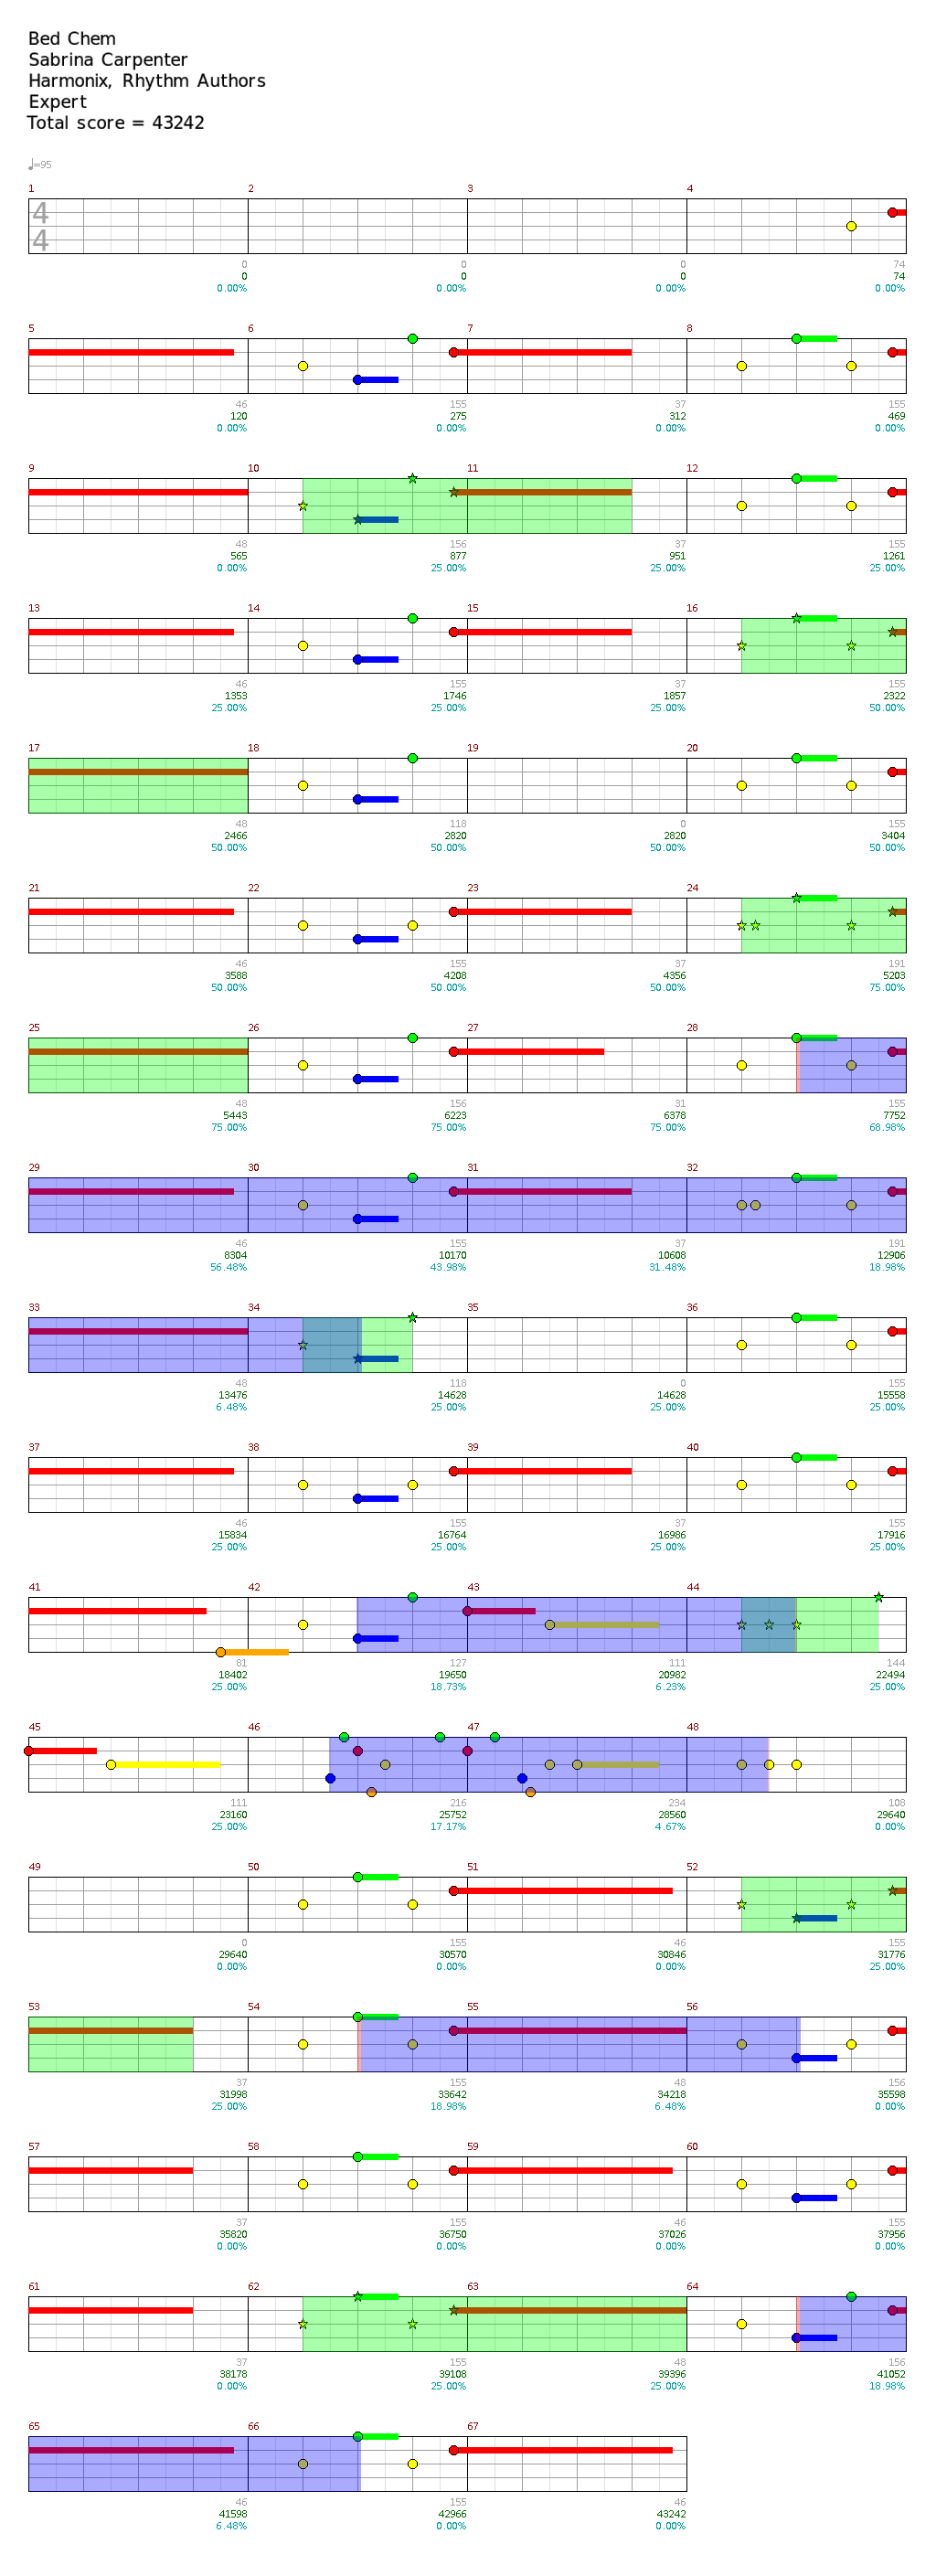 Bed Chem
Sabrina Carpenter
Harmonix, Rhythm Authors
Expert
Total score = 43242
♩=95
1 2 3 4
4
4
0 0 0 74
0 0 0 74
0.00% 0.00% 0.00% 0.00%
5 6 7 8
46 155 37 155
120 275 312 469
0.00% 0.00% 0.00% 0.00%
9 10 11 12
48 156 37 155
565 877 951 1261
0.00% 25.00% 25.00% 25.00%
13 14 15 16
46 155 37 155
1353 1746 1857 2322
25.00% 25.00% 25.00% 50.00%
17 18 19 20
48 118 0 155
2466 2820 2820 3404
50.00% 50.00% 50.00% 50.00%
21 22 23 24
46 155 37 191
3588 4208 4356 5203
50.00% 50.00% 50.00% 75.00%
25 26 27 28
48 156 31 155
5443 6223 6378 7752
75.00% 75.00% 75.00% 68.98%
29 30 31 32
46 155 37 191
8304 10170 10608 12906
56.48% 43.98% 31.48% 18.98%
33 34 35 36
48 118 0 155
13476 14628 14628 15558
6.48% 25.00% 25.00% 25.00%
37 38 39 40
46 155 37 155
15834 16764 16986 17916
25.00% 25.00% 25.00% 25.00%
41 42 43 44
81 127 111 144
18402 19650 20982 22494
25.00% 18.73% 6.23% 25.00%
45 46 47 48
111 216 234 108
23160 25752 28560 29640
25.00% 17.17% 4.67% 0.00%
49 50 51 52
0 155 46 155
29640 30570 30846 31776
0.00% 0.00% 0.00% 25.00%
53 54 55 56
37 155 48 156
31998 33642 34218 35598
25.00% 18.98% 6.48% 0.00%
57 58 59 60
37 155 46 155
35820 36750 37026 37956
0.00% 0.00% 0.00% 0.00%
61 62 63 64
37 155 48 156
38178 39108 39396 41052
0.00% 25.00% 25.00% 18.98%
65 66 67
46 155 46
41598 42966 43242
6.48% 0.00% 0.00%